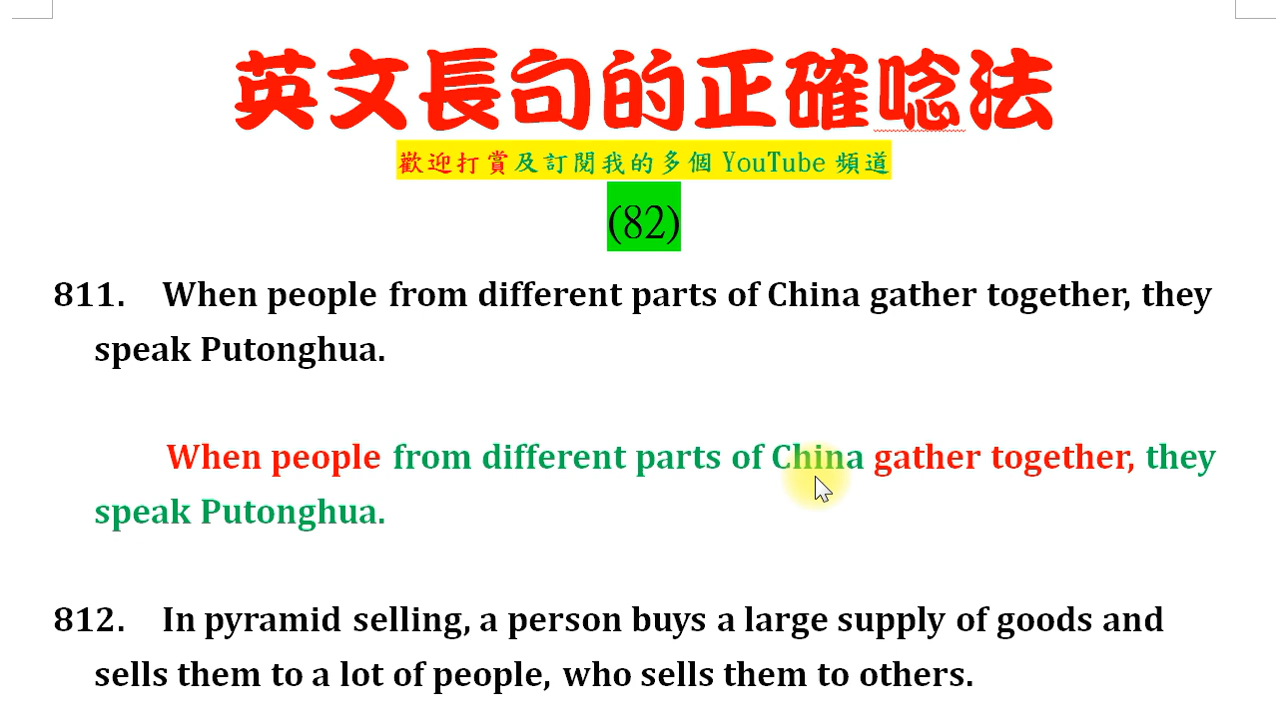 英文長句的正確唸法
歡迎打賞及訂閱我的多個 YouTube 頻道
(82)
811. When people from different parts of China gather together, they
speak Putonghua.
When people from different parts of China gather together, they
speak Putonghua.
812. In pyramid selling, a person buys a large supply of goods and
sells them to a lot of people, who sells them to others.